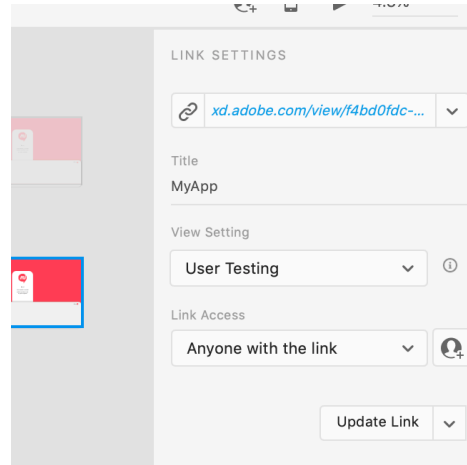 LINK SETTINGS
xd.adobe.com/view/f4bd0fdc-...
Title
MyApp
View Setting
User Testing
Link Access
Anyone with the link
Update Link